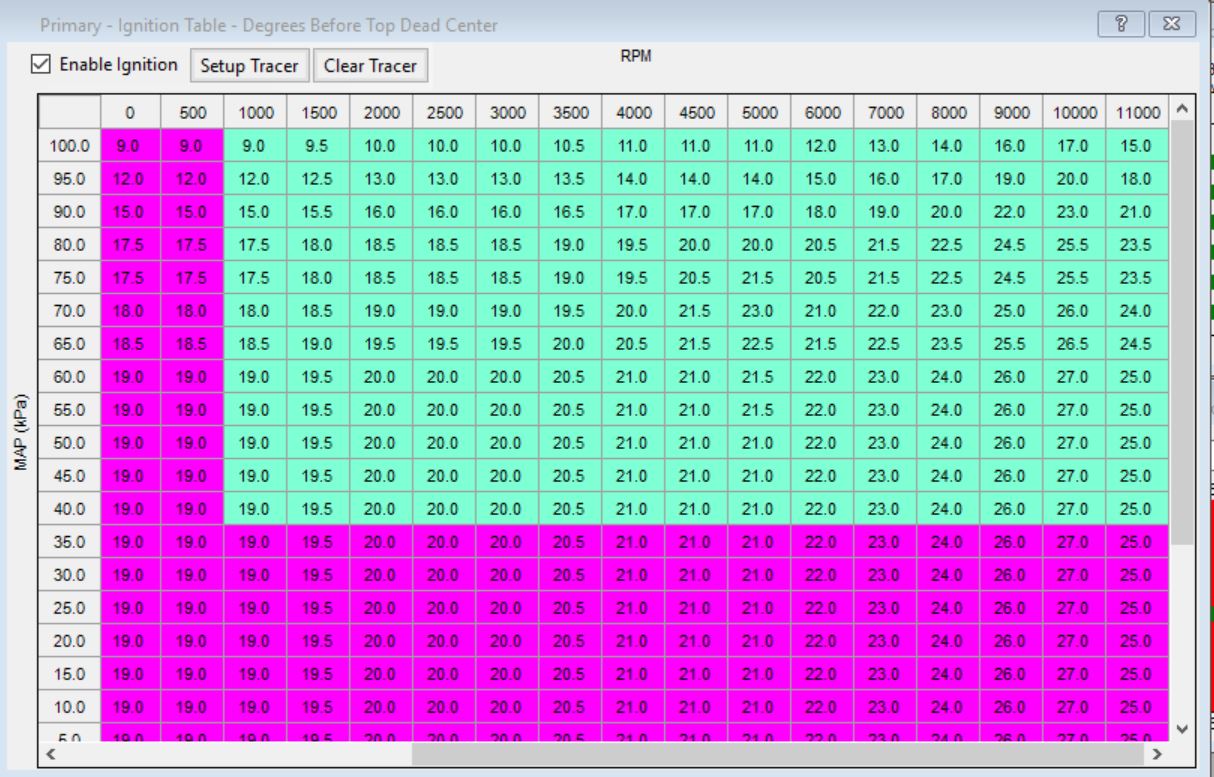 Primary - Ignition Table - Degrees Before Top Dead Center
Enable Ignition Setup Tracer Clear Tracer RPM
0 500 1000 1500 2000 2500 3000 3500 4000 4500 5000 6000 7000 8000 9000 10000 11000
100.0 9.0 9.0 9.0 9.5 10.0 10.0 10.0 10.5 11.0 11.0 11.0 12.0 13.0 14.0 16.0 17.0 15.0
95.0 12.0 12.0 12.0 12.5 13.0 13.0 13.0 13.5 14.0 14.0 14.0 15.0 16.0 17.0 19.0 20.0 18.0
90.0 15.0 15.0 15.0 15.5 16.0 16.0 16.0 16.5 17.0 17.0 17.0 18.0 19.0 20.0 22.0 23.0 21.0
80.0 17.5 17.5 17.5 18.0 18.5 18.5 18.5 19.0 19.5 20.0 20.0 20.5 21.5 22.5 24.5 25.5 23.5
75.0 17.5 17.5 17.5 18.0 18.5 18.5 18.5 19.0 19.5 20.5 21.5 20.5 21.5 22.5 24.5 25.5 23.5
70.0 18.0 18.0 18.0 18.5 19.0 19.0 19.0 19.5 20.0 21.5 23.0 21.0 22.0 23.0 25.0 26.0 24.0
65.0 18.5 18.5 18.5 19.0 19.5 19.5 19.5 20.0 20.5 21.5 22.5 21.5 22.5 23.5 25.5 26.5 24.5
60.0 19.0 19.0 19.0 19.5 20.0 20.0 20.0 20.5 21.0 21.0 21.5 22.0 23.0 24.0 26.0 27.0 25.0
55.0 19.0 19.0 19.0 19.5 20.0 20.0 20.0 20.5 21.0 21.0 21.5 22.0 23.0 24.0 26.0 27.0 25.0
MAP (kPa)
50.0 19.0 19.0 19.0 19.5 20.0 20.0 20.0 20.5 21.0 21.0 21.0 22.0 23.0 24.0 26.0 27.0 25.0
45.0 19.0 19.0 19.0 19.5 20.0 20.0 20.0 20.5 21.0 21.0 21.0 22.0 23.0 24.0 26.0 27.0 25.0
40.0 19.0 19.0 19.0 19.5 20.0 20.0 20.0 20.5 21.0 21.0 21.0 22.0 23.0 24.0 26.0 27.0 25.0
35.0 19.0 19.0 19.0 19.5 20.0 20.0 20.0 20.5 21.0 21.0 21.0 22.0 23.0 24.0 26.0 27.0 25.0
30.0 19.0 19.0 19.0 19.5 20.0 20.0 20.0 20.5 21.0 21.0 21.0 22.0 23.0 24.0 26.0 27.0 25.0
25.0 19.0 19.0 19.0 19.5 20.0 20.0 20.0 20.5 21.0 21.0 21.0 22.0 23.0 24.0 26.0 27.0 25.0
20.0 19.0 19.0 19.0 19.5 20.0 20.0 20.0 20.5 21.0 21.0 21.0 22.0 23.0 24.0 26.0 27.0 25.0
15.0 19.0 19.0 19.0 19.5 20.0 20.0 20.0 20.5 21.0 21.0 21.0 22.0 23.0 24.0 26.0 27.0 25.0
10.0 19.0 19.0 19.0 19.5 20.0 20.0 20.0 20.5 21.0 21.0 21.0 22.0 23.0 24.0 26.0 27.0 25.0
5.0 19.0 19.0 19.0 19.5 20.0 20.0 20.0 20.5 21.0 21.0 21.0 22.0 23.0 24.0 26.0 27.0 25.0